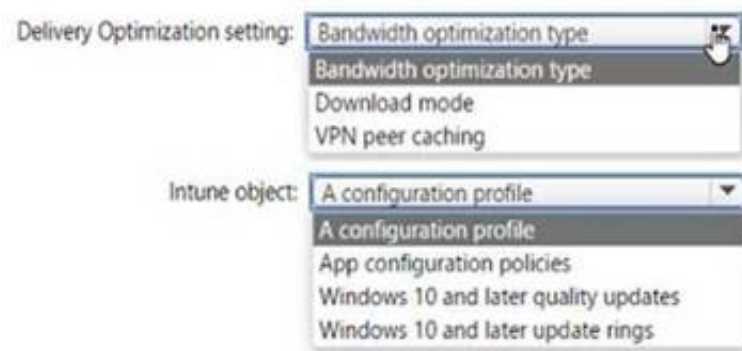 Delivery Optimization setting: Bandwidth optimization type
Bandwidth optimization type
Download mode
VPN peer caching
Intune object: A configuration profile
A configuration profile
App configuration policies
Windows 10 and later quality updates
Windows 10 and later update rings